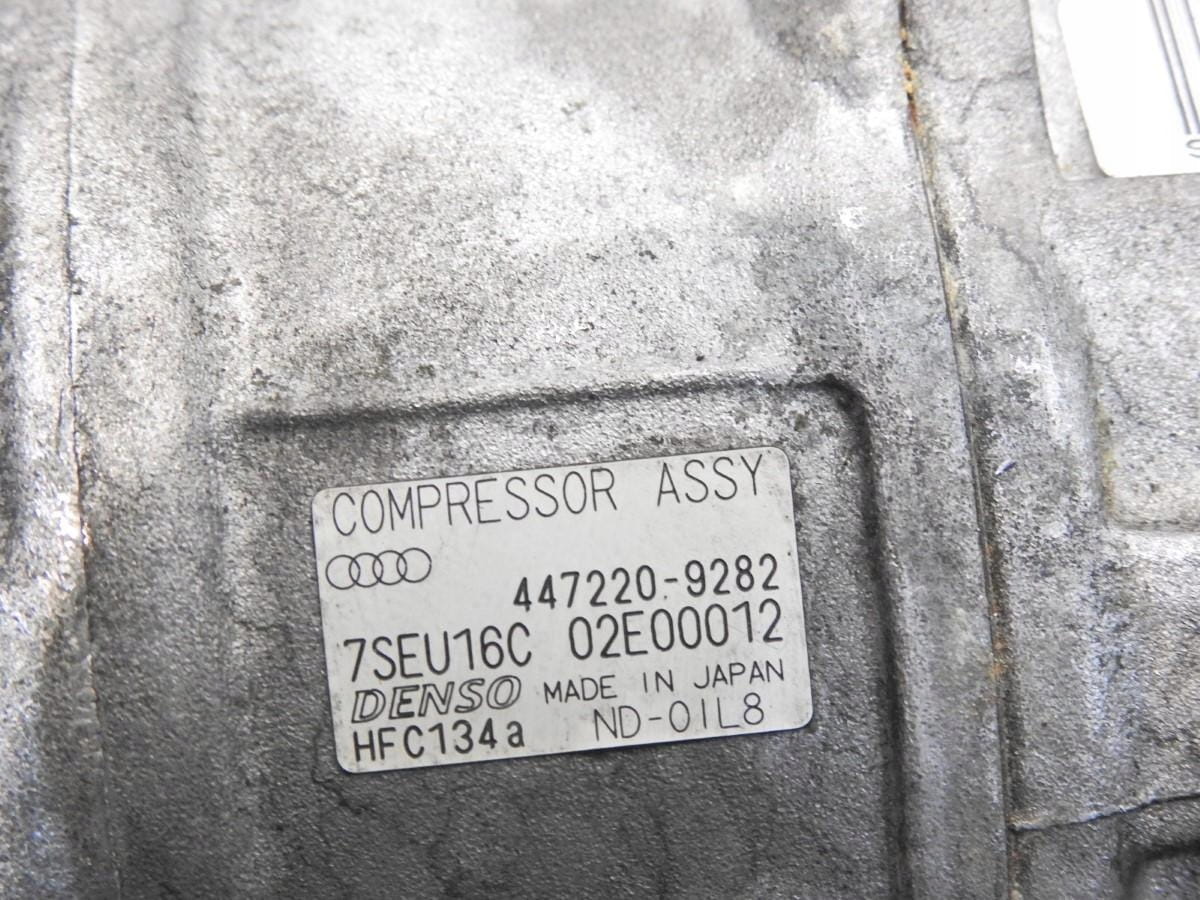 COMPRESSOR ASSY
447220-9282
7SEU16C 02E00012
DENSO MADE IN JAPAN
HFC134a ND-OIL8